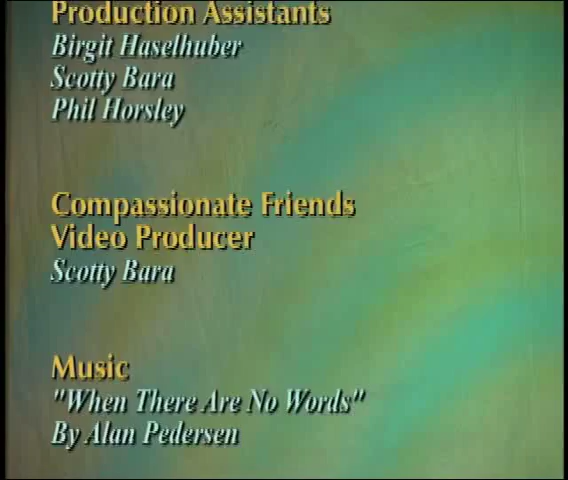 Production Assistants
Birgit Haselhuber
Scotty Bara
Phil Horsley
Compassionate Friends
Video Producer
Scotty Bara
Music
"When There Are No Words"
By Alan Pedersen